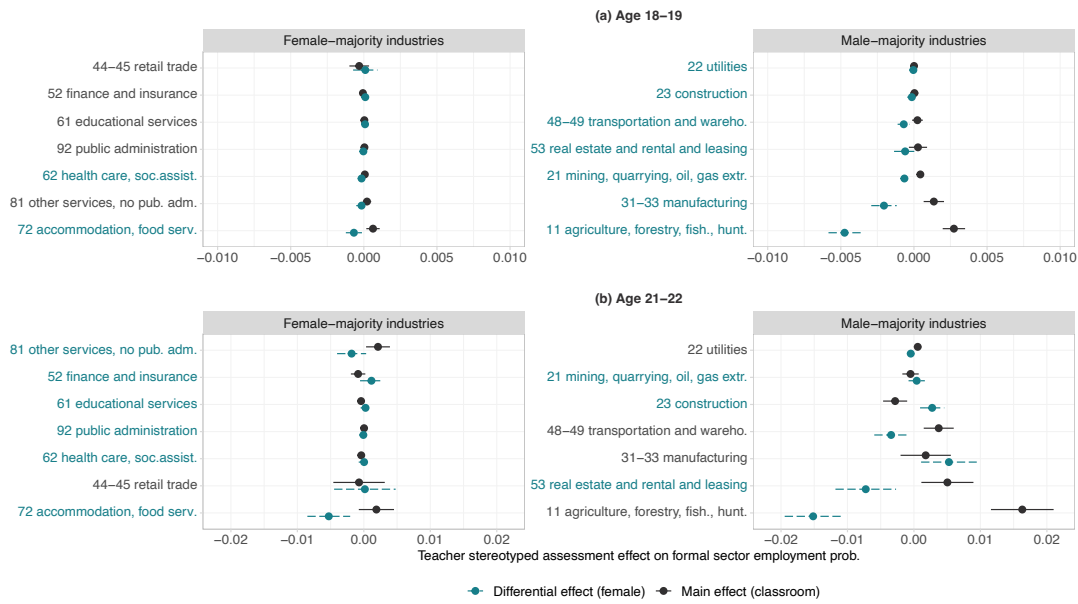 (a) Age 18−19
Female−majority industries
Male−majority industries
44−45 retail trade
52 finance and insurance
61 educational services
92 public administration
62 health care, soc.assist.
81 other services, no pub. adm.
72 accommodation, food serv.
22 utilities
23 construction
48−49 transportation and wareho.
53 real estate and rental and leasing
21 mining, quarrying, oil, gas extr.
31−33 manufacturing
11 agriculture, forestry, fish., hunt.
−0.010 −0.005 0.000 0.005 0.010
−0.010 −0.005 0.000 0.005 0.010
(b) Age 21−22
Female−majority industries
Male−majority industries
81 other services, no pub. adm.
52 finance and insurance
61 educational services
92 public administration
62 health care, soc.assist.
44−45 retail trade
72 accommodation, food serv.
22 utilities
21 mining, quarrying, oil, gas extr.
23 construction
48−49 transportation and wareho.
31−33 manufacturing
53 real estate and rental and leasing
11 agriculture, forestry, fish., hunt.
−0.02 −0.01 0.00 0.01 0.02
−0.02 −0.01 0.00 0.01 0.02
Teacher stereotyped assessment effect on formal sector employment prob.
Differential effect (female) Main effect (classroom)